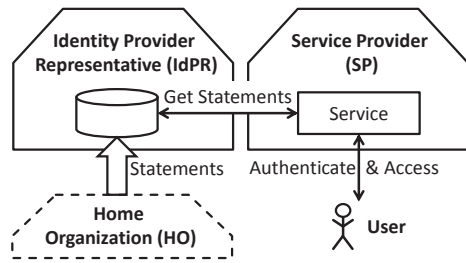 Identity Provider
Representative (IdPR)
Service Provider
(SP)
Get Statements
Service
Statements
Authenticate & Access
Home
Organization (HO)
User